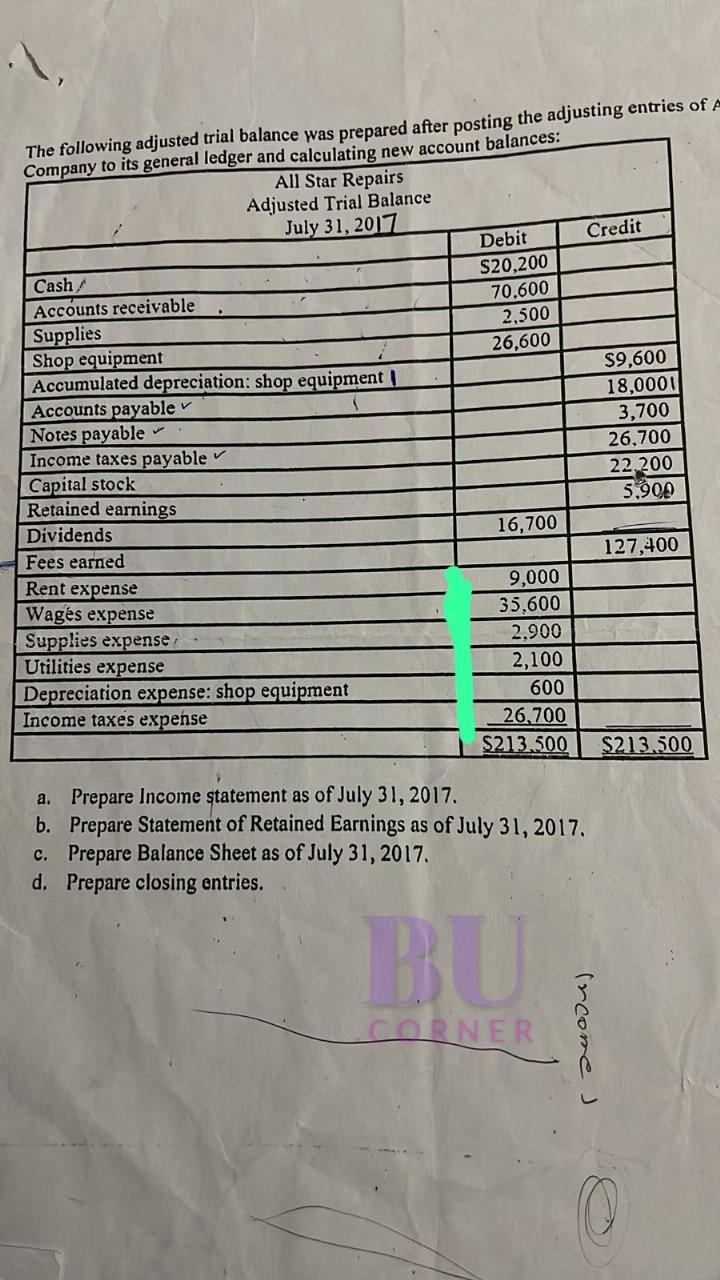 The following adjusted trial balance was prepared after posting the adjusting entries of A
Company to its general ledger and calculating new account balances:
All Star Repairs
Adjusted Trial Balance
July 31, 2017
Debit Credit
Cash $20,200
Accounts receivable 70,600
Supplies 2,500
Shop equipment 26,600
Accumulated depreciation: shop equipment $9,600
Accounts payable 18,000
Notes payable 3,700
Income taxes payable 26,700
Capital stock 22,200
Retained earnings 5,900
Dividends 16,700
Fees earned 127,400
Rent expense 9,000
Wages expense 35,600
Supplies expense 2,900
Utilities expense 2,100
Depreciation expense: shop equipment 600
Income taxes expense 26,700
$213,500 $213,500
a. Prepare Income statement as of July 31, 2017.
b. Prepare Statement of Retained Earnings as of July 31, 2017.
c. Prepare Balance Sheet as of July 31, 2017.
d. Prepare closing entries.
BU
CORNER
Income